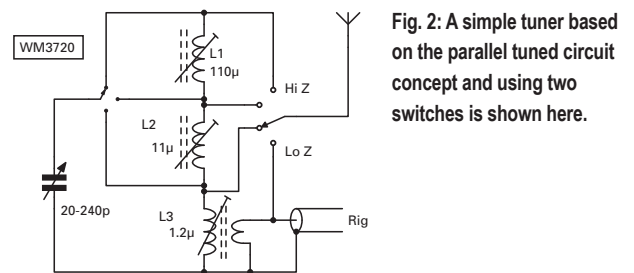 WM3720
L1
110µ
Hi Z
L2
11µ
Lo Z
20-240p
L3
1.2µ
Rig
Fig. 2: A simple tuner based
on the parallel tuned circuit
concept and using two
switches is shown here.